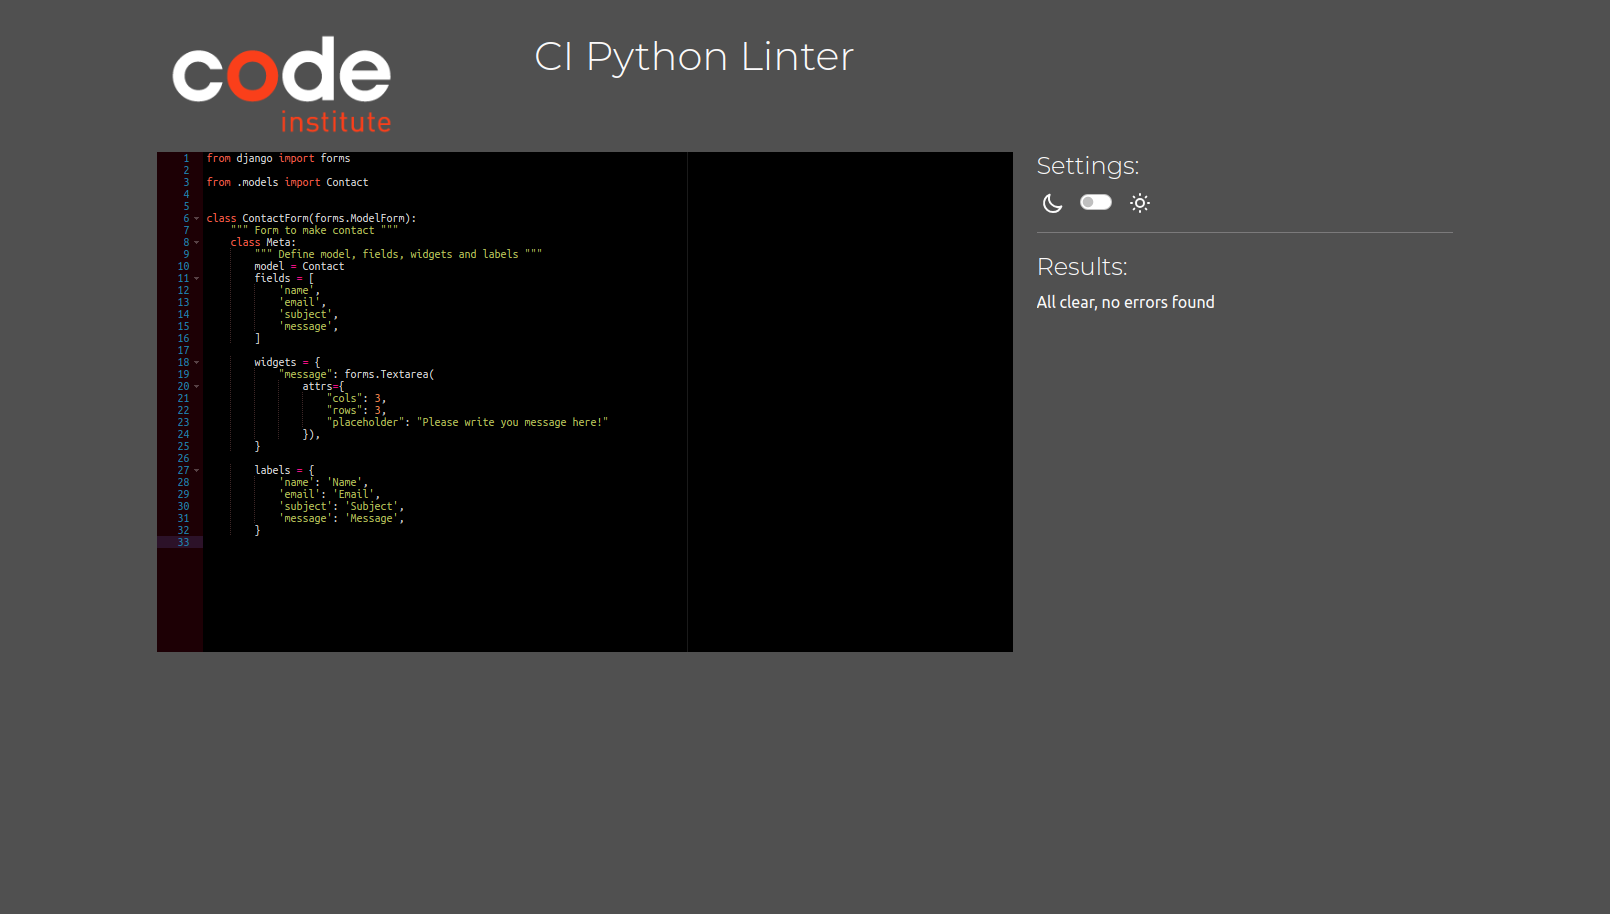 code
institute
CI Python Linter
1 from django import forms
2
3 from .models import Contact
4
5
6 class ContactForm(forms.ModelForm):
7     """ Form to make contact """
8     class Meta:
9         """ Define model, fields, widgets and labels """
10         model = Contact
11         fields = [
12             'name',
13             'email',
14             'subject',
15             'message',
16         ]
17
18         widgets = {
19             "message": forms.Textarea(
20                 attrs={
21                     "cols": 3,
22                     "rows": 3,
23                     "placeholder": "Please write you message here!"
24                 }),
25         }
26
27         labels = {
28             'name': 'Name',
29             'email': 'Email',
30             'subject': 'Subject',
31             'message': 'Message',
32         }
33
Settings:
Results:
All clear, no errors found